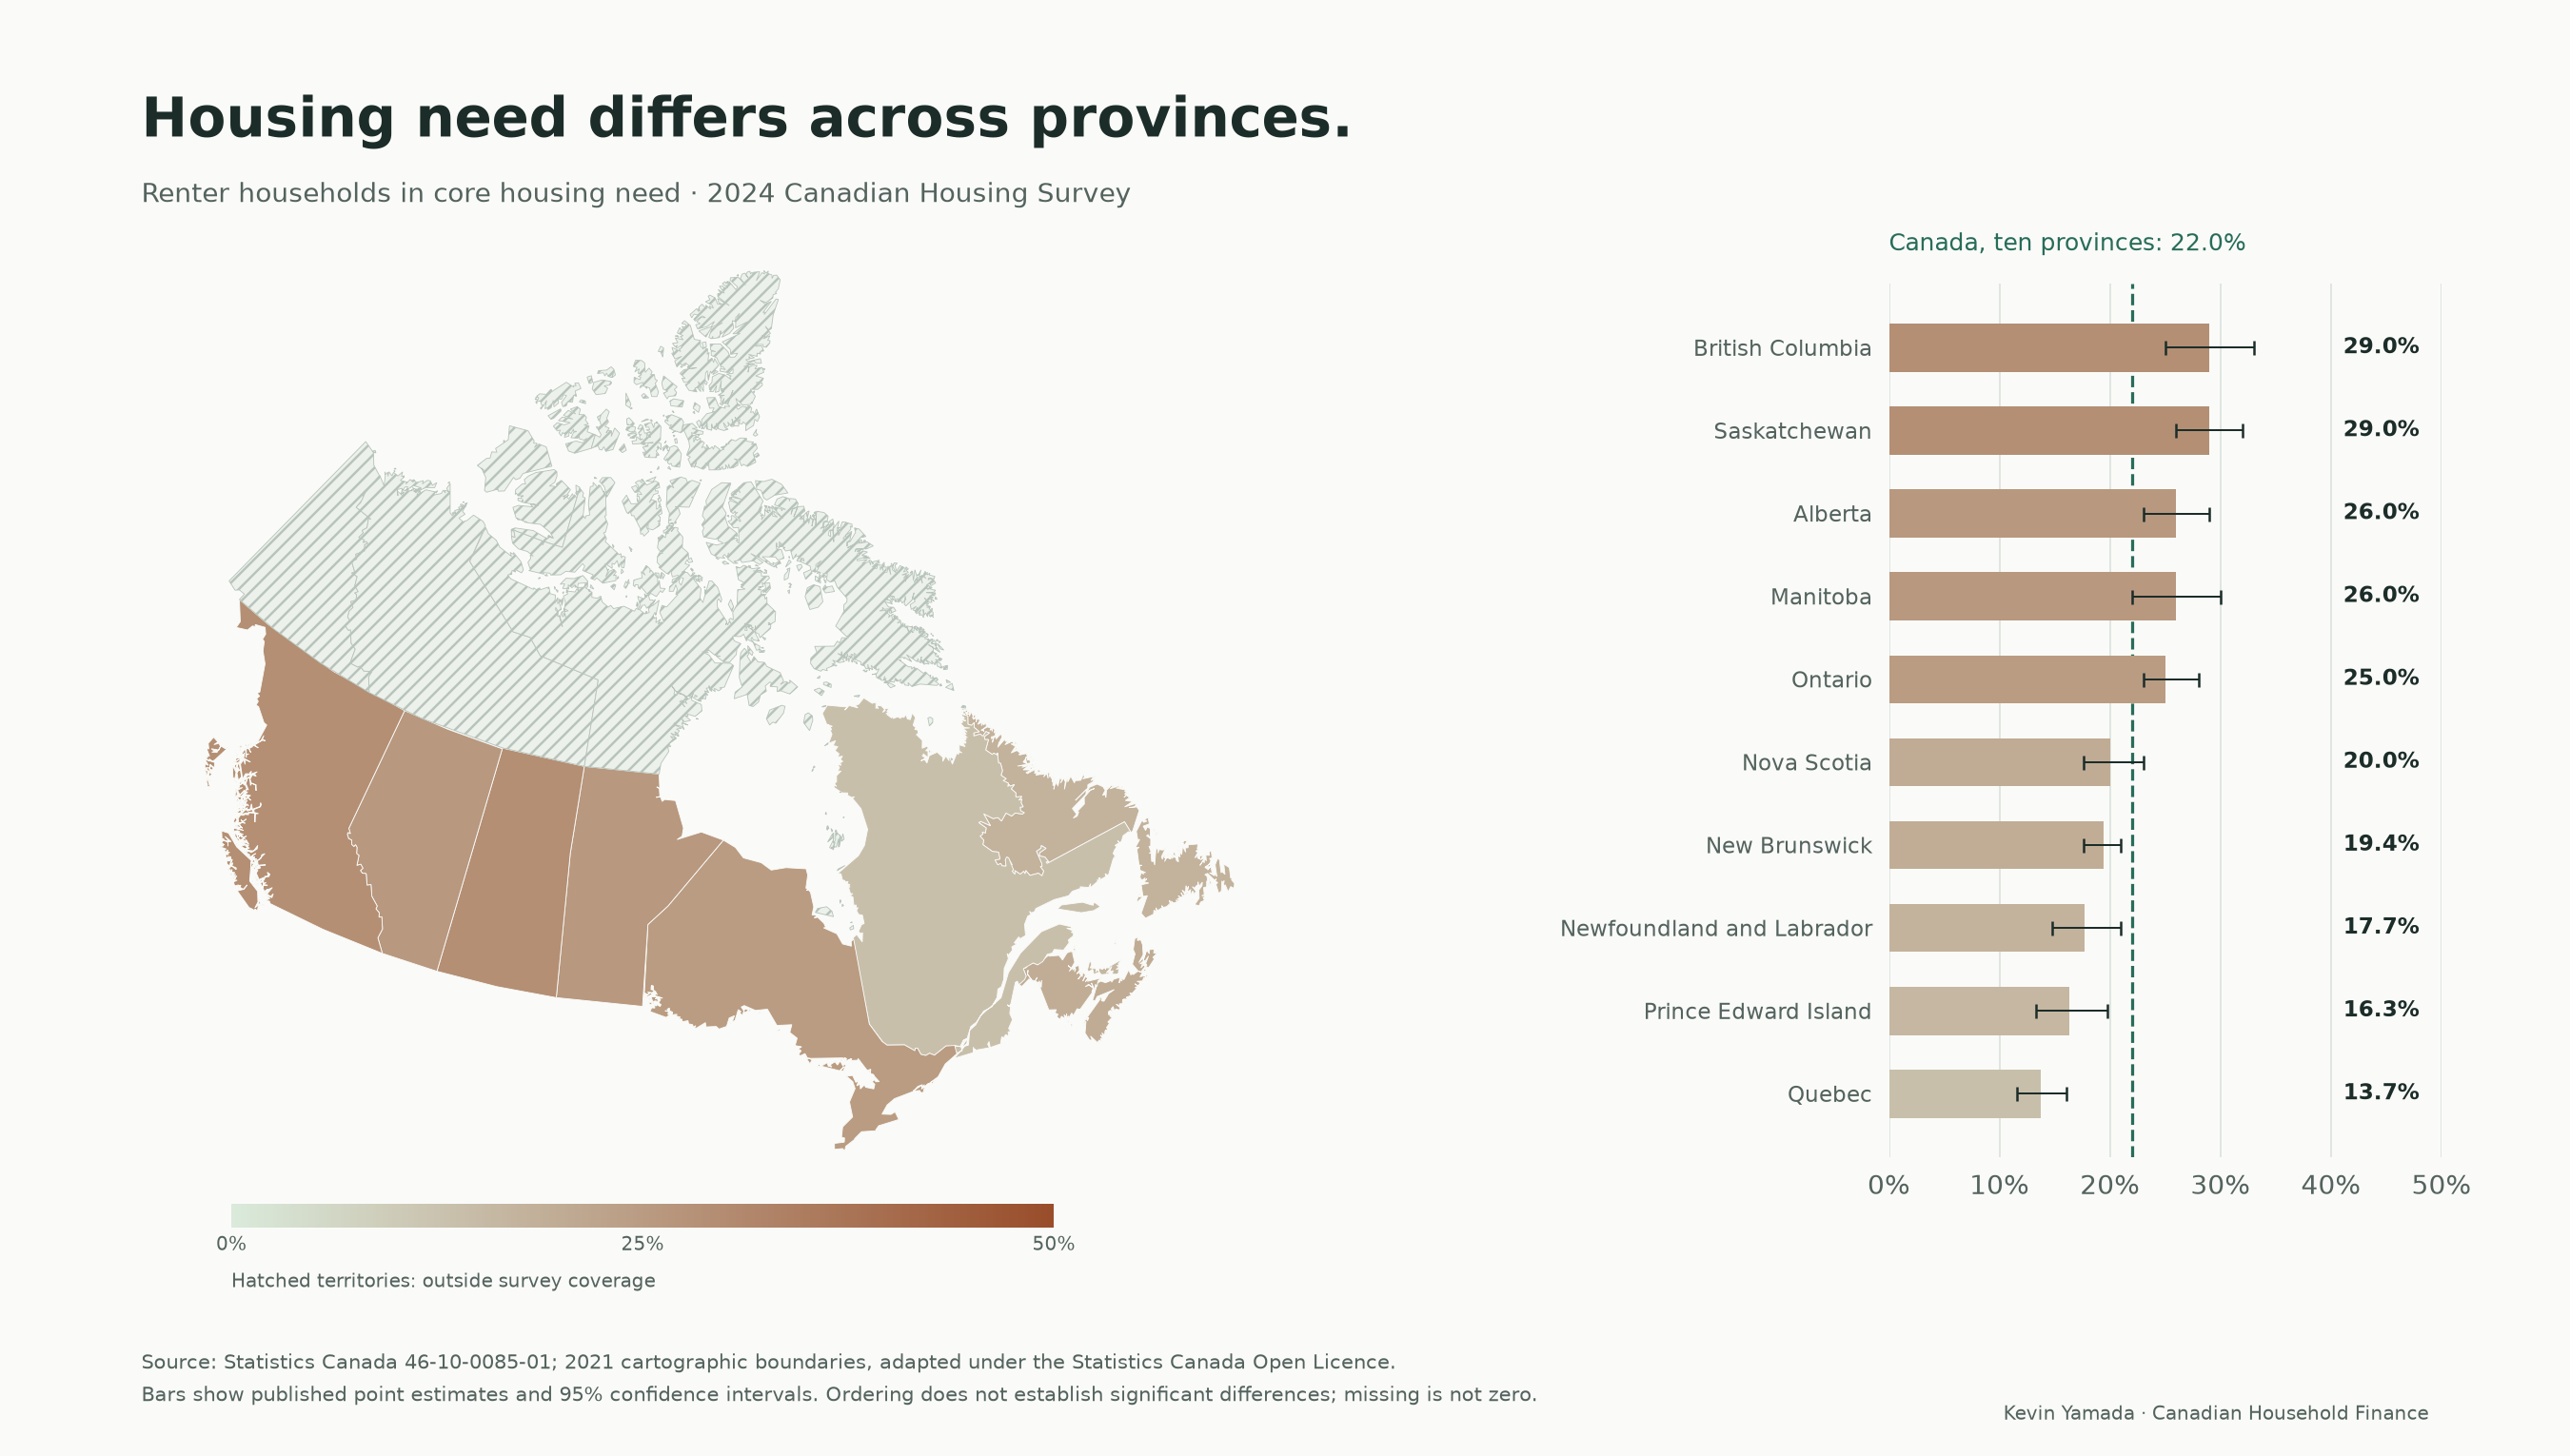 Housing need differs across provinces.
Renter households in core housing need · 2024 Canadian Housing Survey
Canada, ten provinces: 22.0%
British Columbia 29.0%
Saskatchewan 29.0%
Alberta 26.0%
Manitoba 26.0%
Ontario 25.0%
Nova Scotia 20.0%
New Brunswick 19.4%
Newfoundland and Labrador 17.7%
Prince Edward Island 16.3%
Quebec 13.7%
0% 10% 20% 30% 40% 50%
0% 25% 50%
Hatched territories: outside survey coverage
Source: Statistics Canada 46-10-0085-01; 2021 cartographic boundaries, adapted under the Statistics Canada Open Licence.
Bars show published point estimates and 95% confidence intervals. Ordering does not establish significant differences; missing is not zero.
Kevin Yamada · Canadian Household Finance